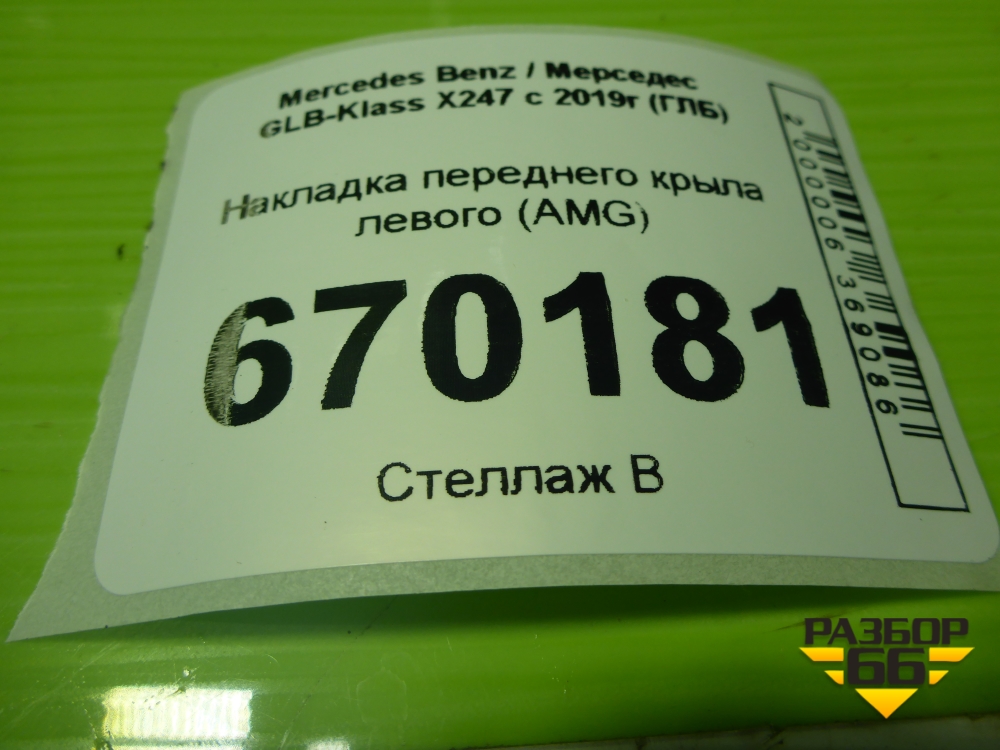 Mercedes Benz / Мерседес
GLB-Klass X247 с 2019г (ГЛБ)
Накладка переднего крыла
левого (AMG)
670181
Стеллаж В
2000006369086
РАЗБОР
66